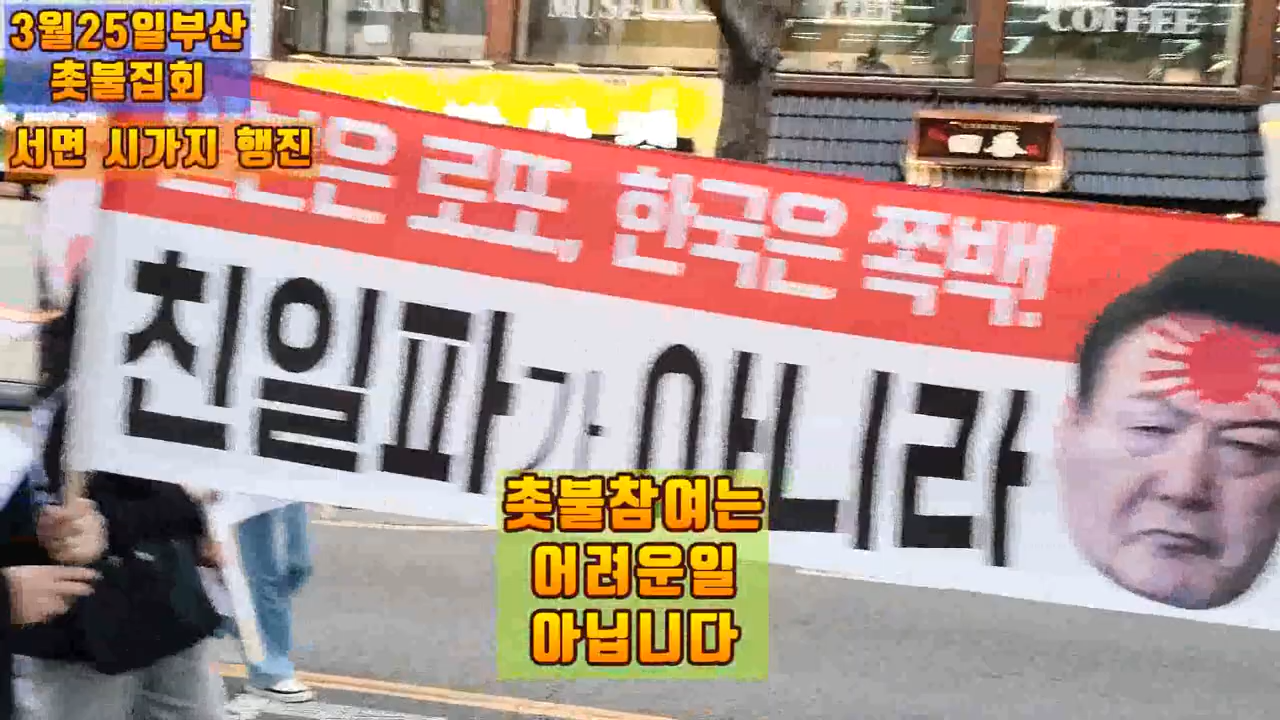 3월25일부산
촛불집회
서면 시가지 행진
MUSEUM
COFFEE
은 로또, 한국은 쪽박!
친일파가 아니라
촛불참여는
어려운일
아닙니다